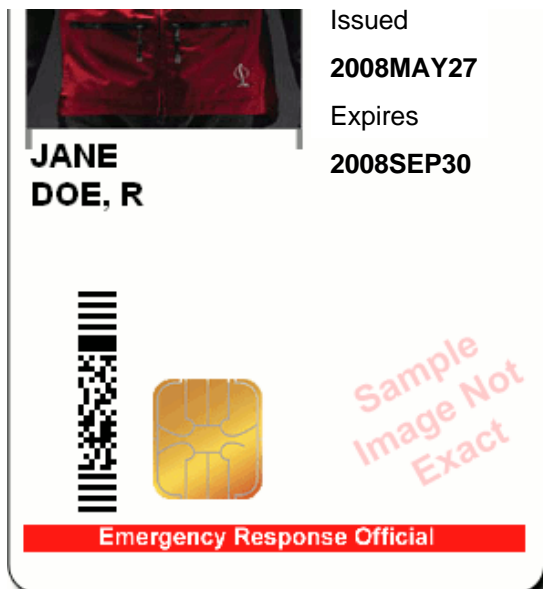 Issued
2008MAY27
Expires
2008SEP30
JANE
DOE, R
Sample
Image Not
Exact
Emergency Response Official